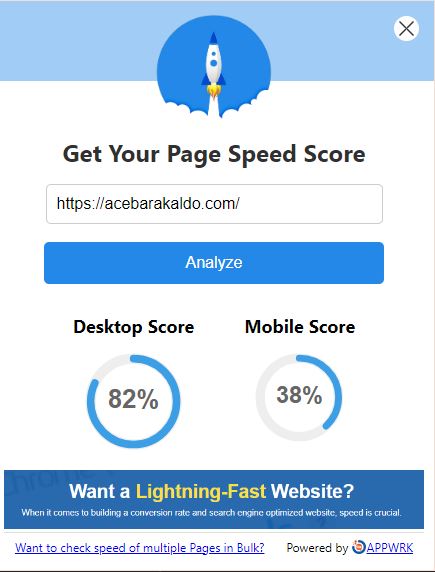 Get Your Page Speed Score
https://acebarakaldo.com/
Analyze
Desktop Score Mobile Score
82% 38%
Want a Lightning-Fast Website?
When it comes to building a conversion rate and search engine optimized website, speed is crucial.
Want to check speed of multiple Pages in Bulk? Powered by APPWRK